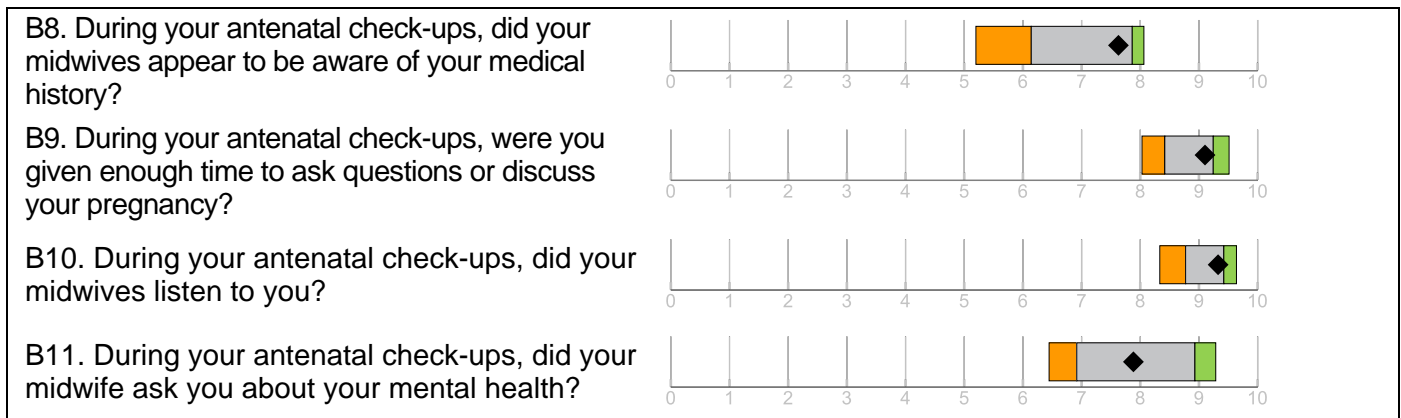 B8. During your antenatal check-ups, did your
midwives appear to be aware of your medical
history?
0 1 2 3 4 5 6 7 8 9 10
B9. During your antenatal check-ups, were you
given enough time to ask questions or discuss
your pregnancy?
0 1 2 3 4 5 6 7 8 9 10
B10. During your antenatal check-ups, did your
midwives listen to you?
0 1 2 3 4 5 6 7 8 9 10
B11. During your antenatal check-ups, did your
midwife ask you about your mental health?
0 1 2 3 4 5 6 7 8 9 10